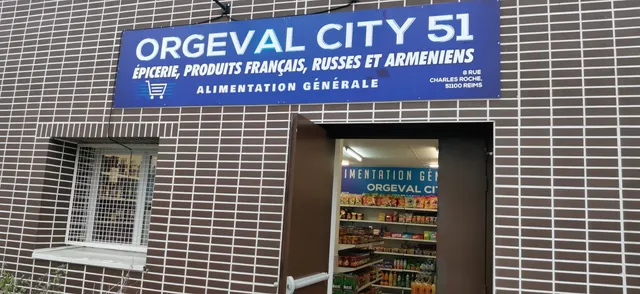 ORGEVAL CITY 51
ÉPICERIE, PRODUITS FRANÇAIS, RUSSES ET ARMENIENS
ALIMENTATION GÉNÉRALE
8 RUE
CHARLES ROCHE,
51100 REIMS
IMENTATION GÉN
ORGEVAL CITY